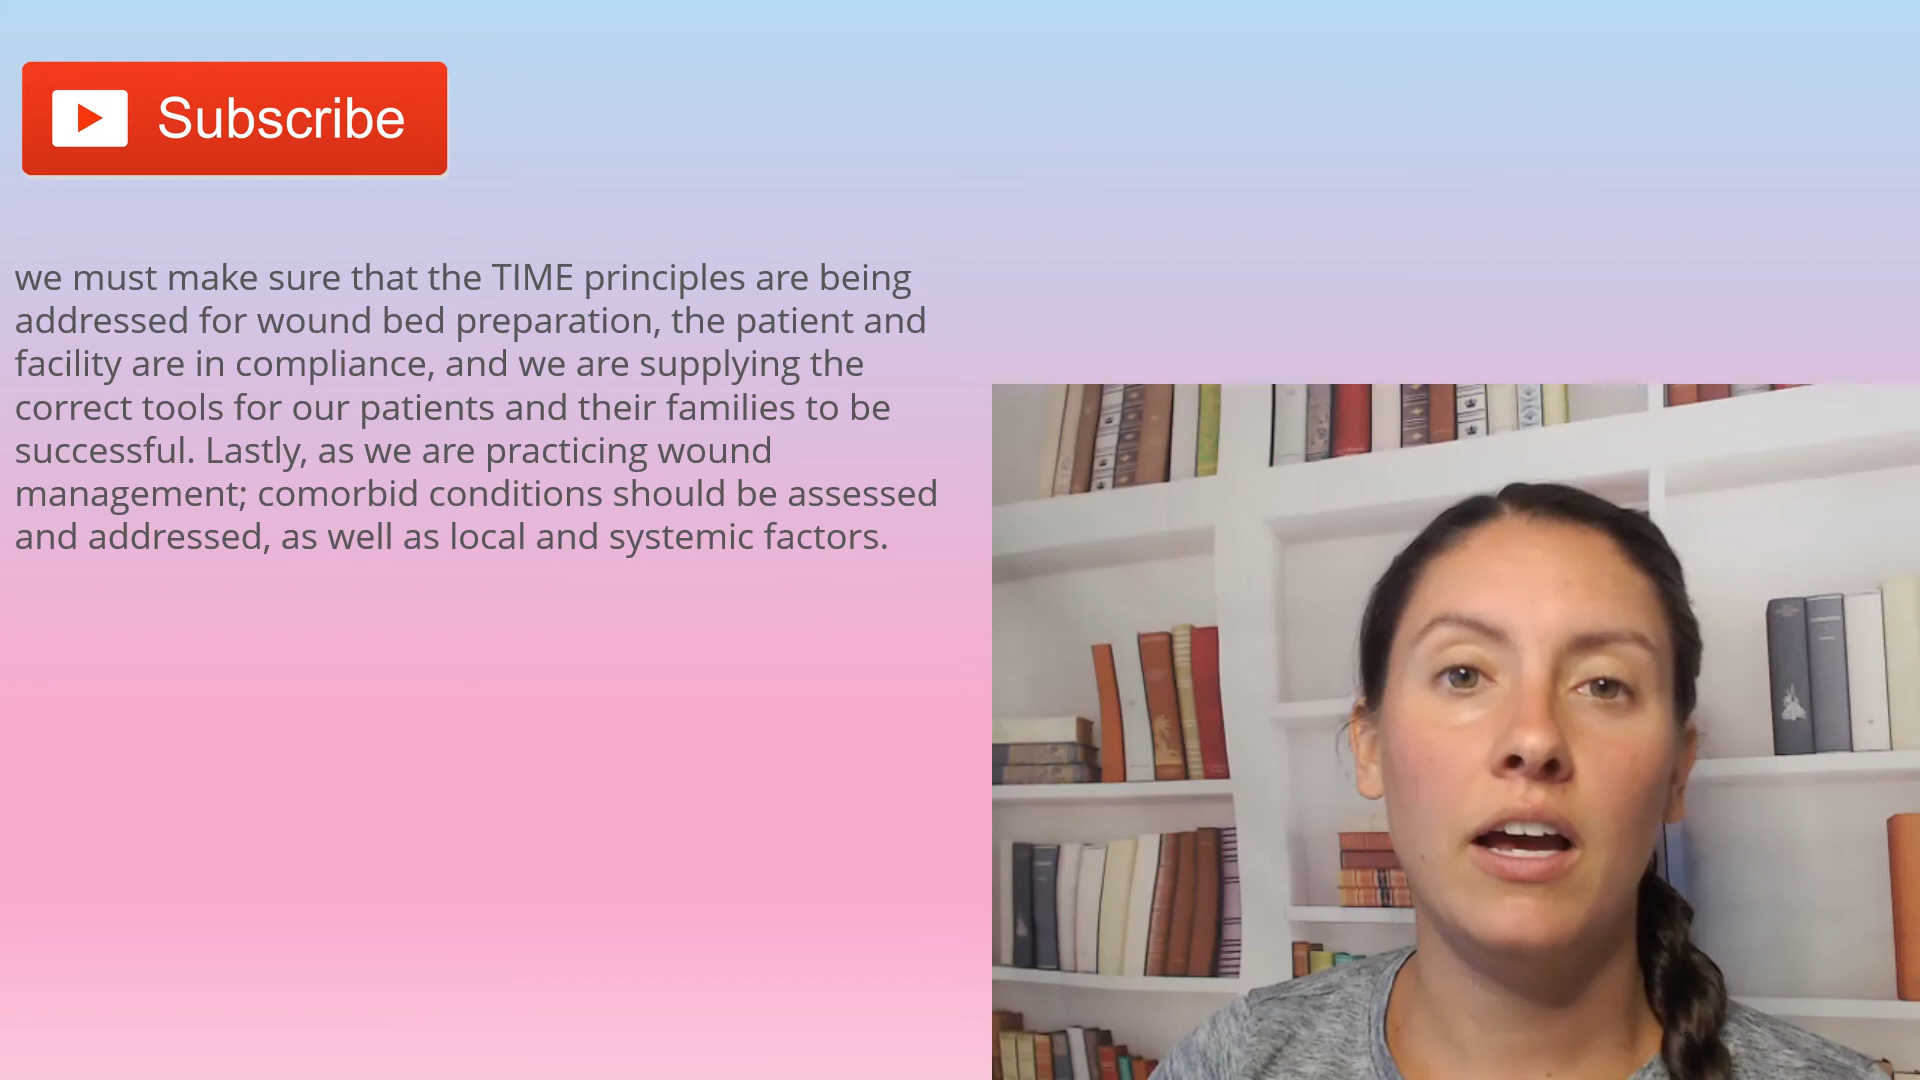 Subscribe
we must make sure that the TIME principles are being
addressed for wound bed preparation, the patient and
facility are in compliance, and we are supplying the
correct tools for our patients and their families to be
successful. Lastly, as we are practicing wound
management; comorbid conditions should be assessed
and addressed, as well as local and systemic factors.